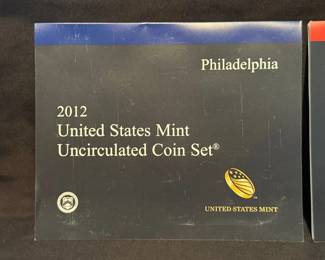 Philadelphia
2012
United States Mint
Uncirculated Coin Set®
UNITED STATES MINT